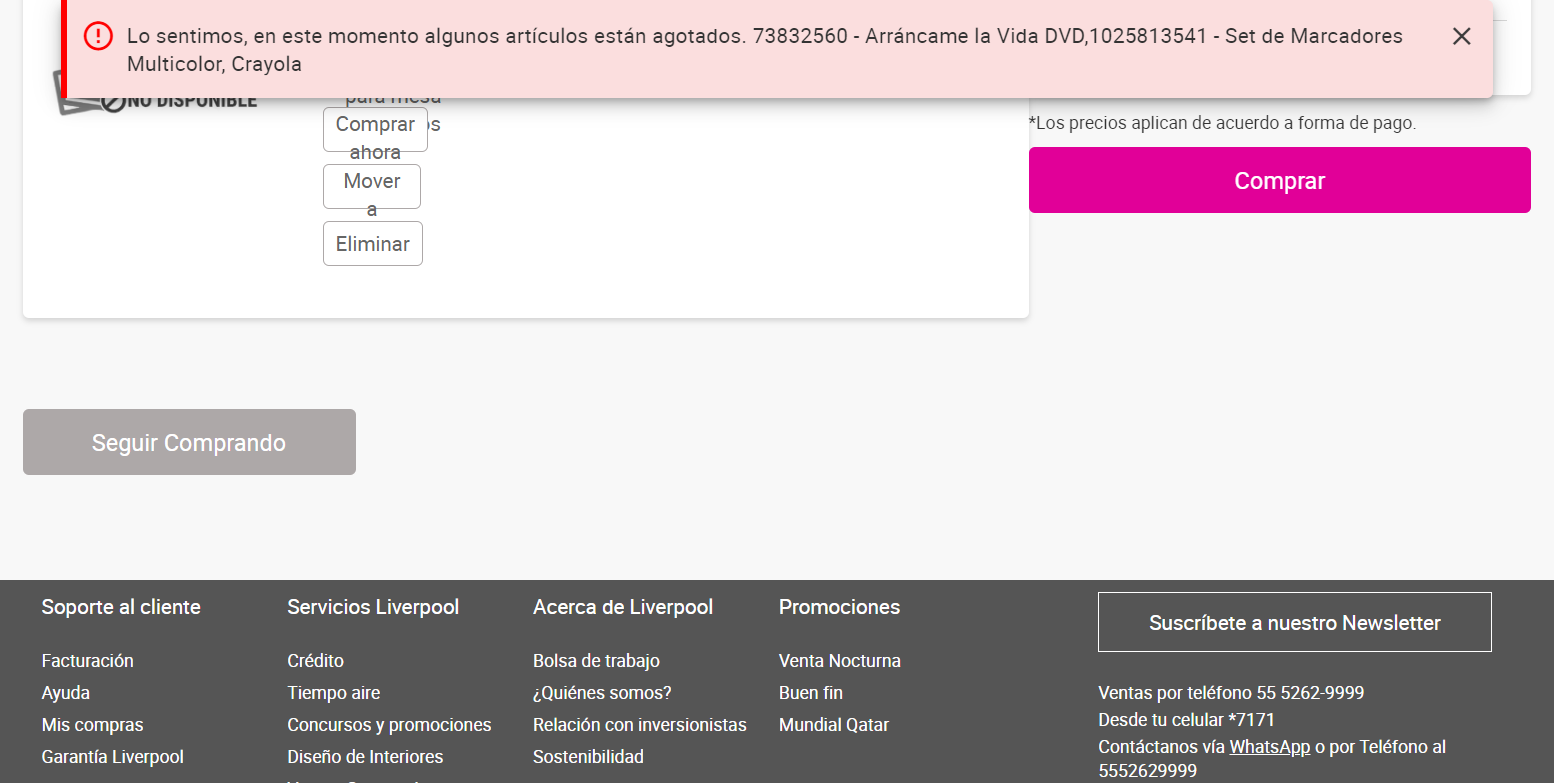 Lo sentimos, en este momento algunos artículos están agotados. 73832560 - Arráncame la Vida DVD,1025813541 - Set de Marcadores
Multicolor, Crayola
NO DISPONIBLE
para mesa
Comprar
ahora
Mover
a
Eliminar
*Los precios aplican de acuerdo a forma de pago.
Comprar
Seguir Comprando
Soporte al cliente
Facturación
Ayuda
Mis compras
Garantía Liverpool
Servicios Liverpool
Crédito
Tiempo aire
Concursos y promociones
Diseño de Interiores
Acerca de Liverpool
Bolsa de trabajo
¿Quiénes somos?
Relación con inversionistas
Sostenibilidad
Promociones
Venta Nocturna
Buen fin
Mundial Qatar
Suscríbete a nuestro Newsletter
Ventas por teléfono 55 5262-9999
Desde tu celular *7171
Contáctanos vía WhatsApp o por Teléfono al
5552629999